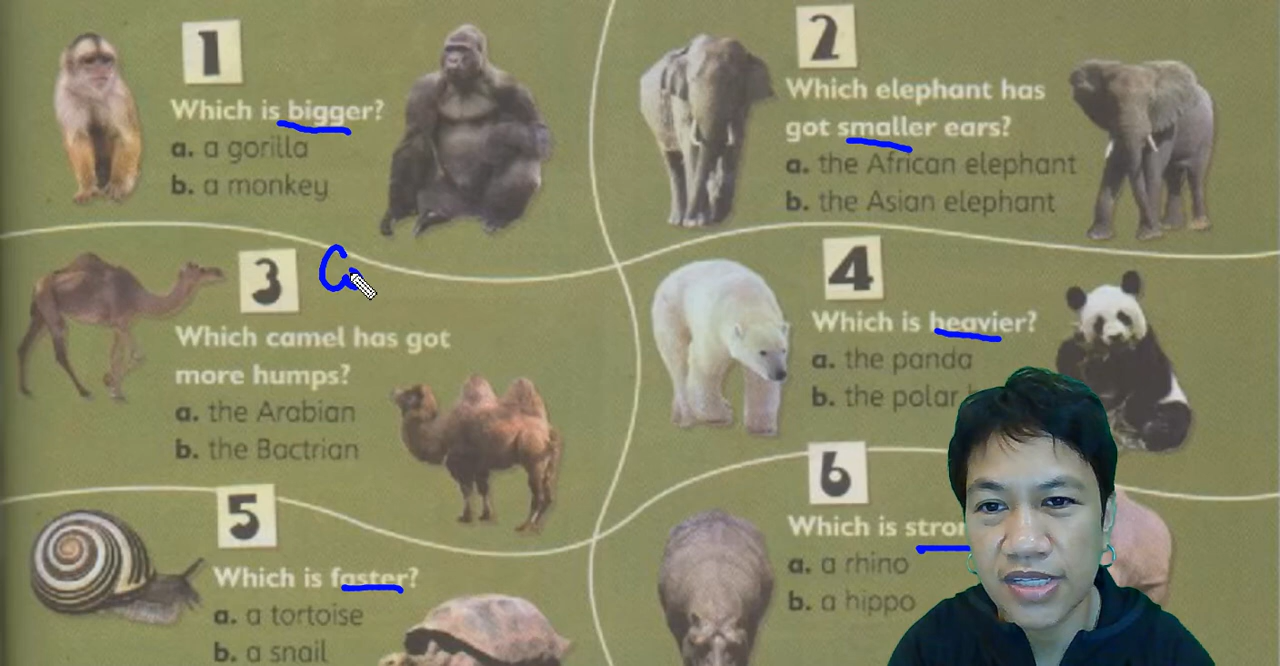 1
Which is bigger?
a. a gorilla
b. a monkey
2
Which elephant has
got smaller ears?
a. the African elephant
b. the Asian elephant
3
Which camel has got
more humps?
a. the Arabian
b. the Bactrian
4
Which is heavier?
a. the panda
b. the polar
5
Which is faster?
a. a tortoise
b. a snail
6
Which is
a. a rhino
b. a hippo